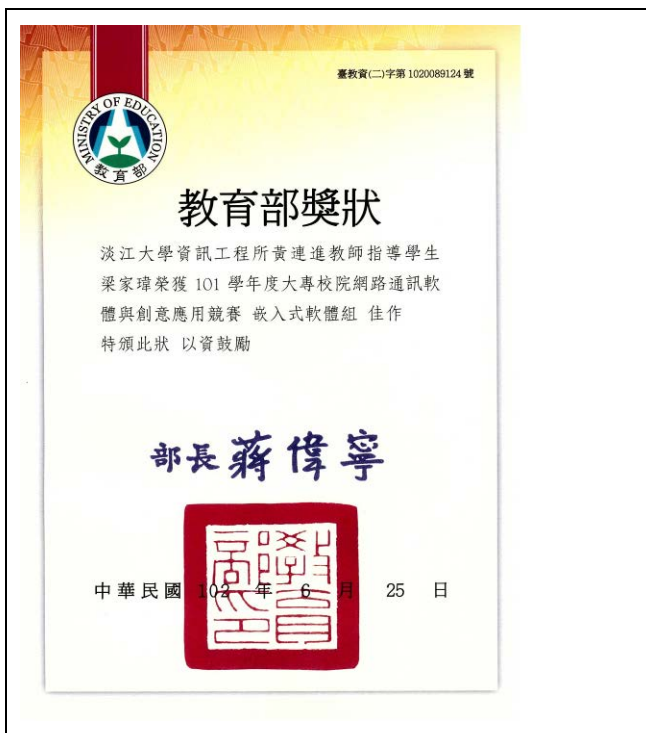 臺教資(二)字第 1020089124 號
MINISTRY OF EDUCATION
教育部
教育部獎狀
淡江大學資訊工程所黃連進教師指導學生
梁家瑋榮獲 101 學年度大專校院網路通訊軟
體與創意應用競賽 嵌入式軟體組 佳作
特頒此狀 以資鼓勵
部長 蔣偉寧
教育部印
中華民國 102 年 6 月 25 日